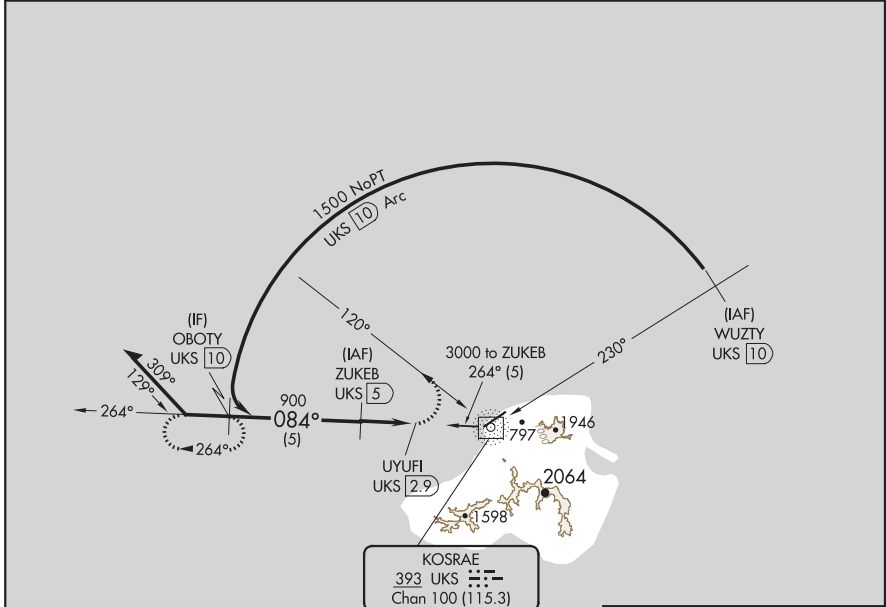 1500 NoPT
UKS 10 Arc
(IF)
OBOTY
UKS 10
120°
(IAF)
ZUKEB
UKS 5
3000 to ZUKEB
264° (5)
230°
(IAF)
WUZTY
UKS 10
309°
129°
264°
900
084°
(5)
264°
UYUFI
UKS 2.9
797
1946
2064
1598
KOSRAE
393 UKS
Chan 100 (115.3)